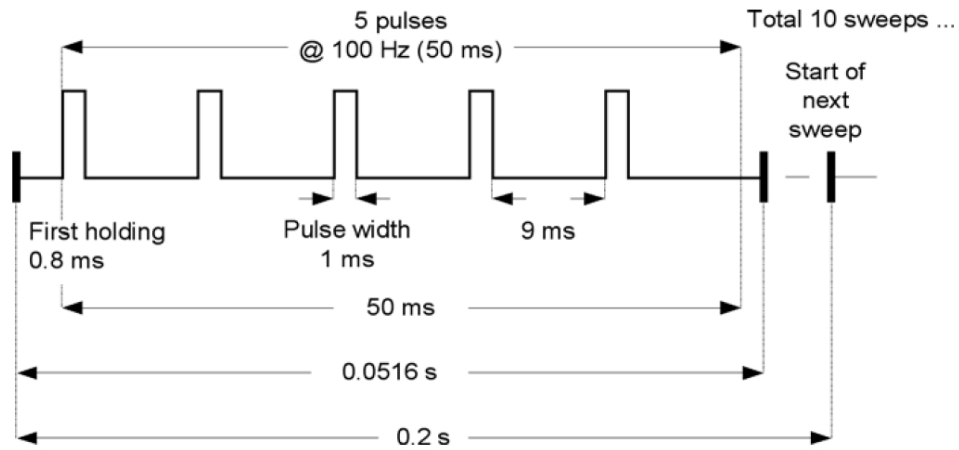 5 pulses
@ 100 Hz (50 ms)
Total 10 sweeps ...
Start of
next
sweep
First holding
0.8 ms
Pulse width
1 ms
9 ms
50 ms
0.0516 s
0.2 s